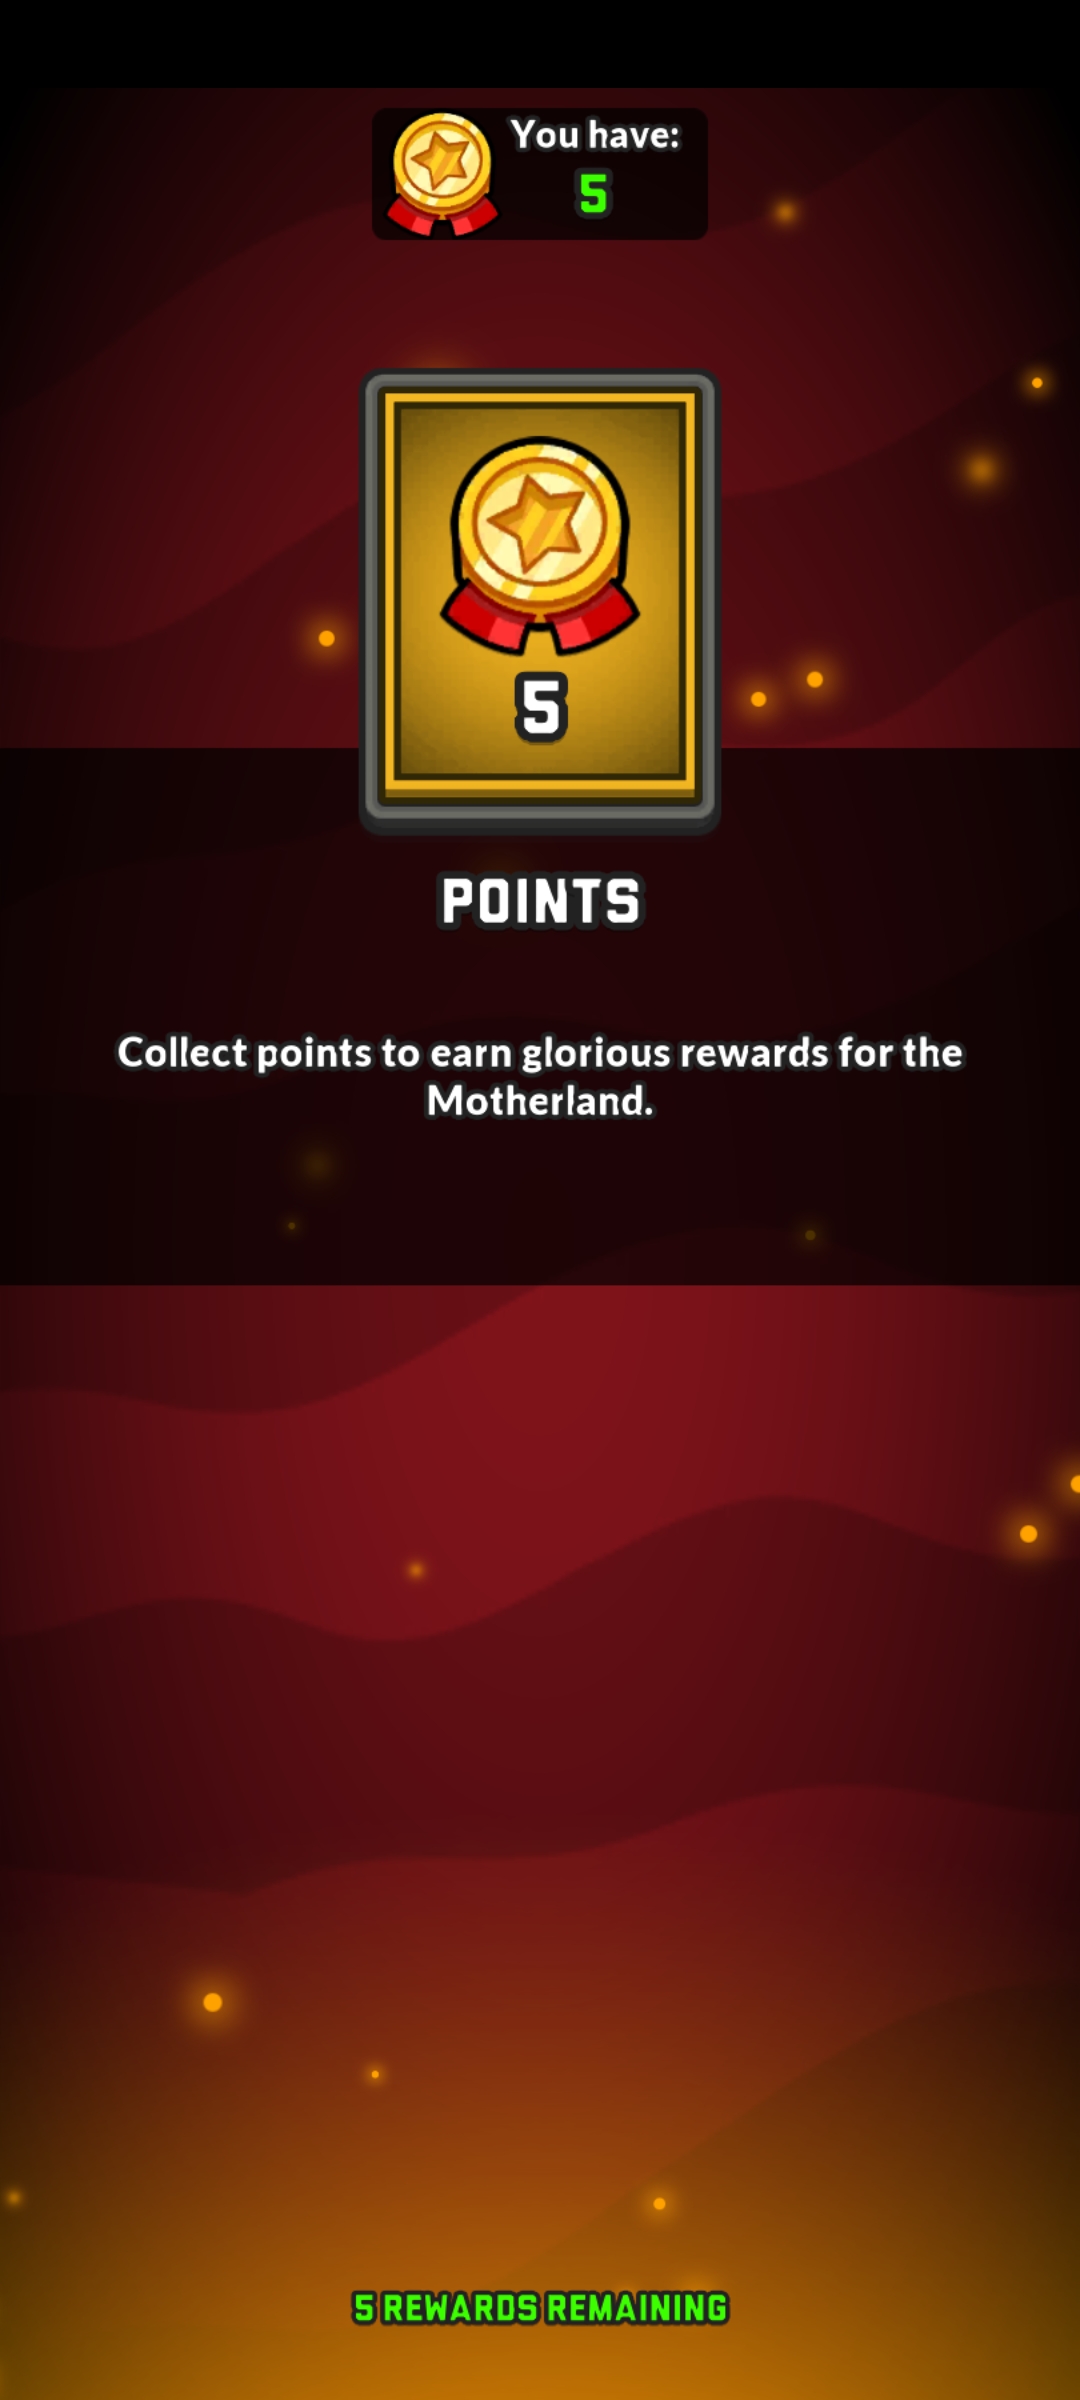 You have:
5
5
POINTS
Collect points to earn glorious rewards for the
Motherland.
5 REWARDS REMAINING